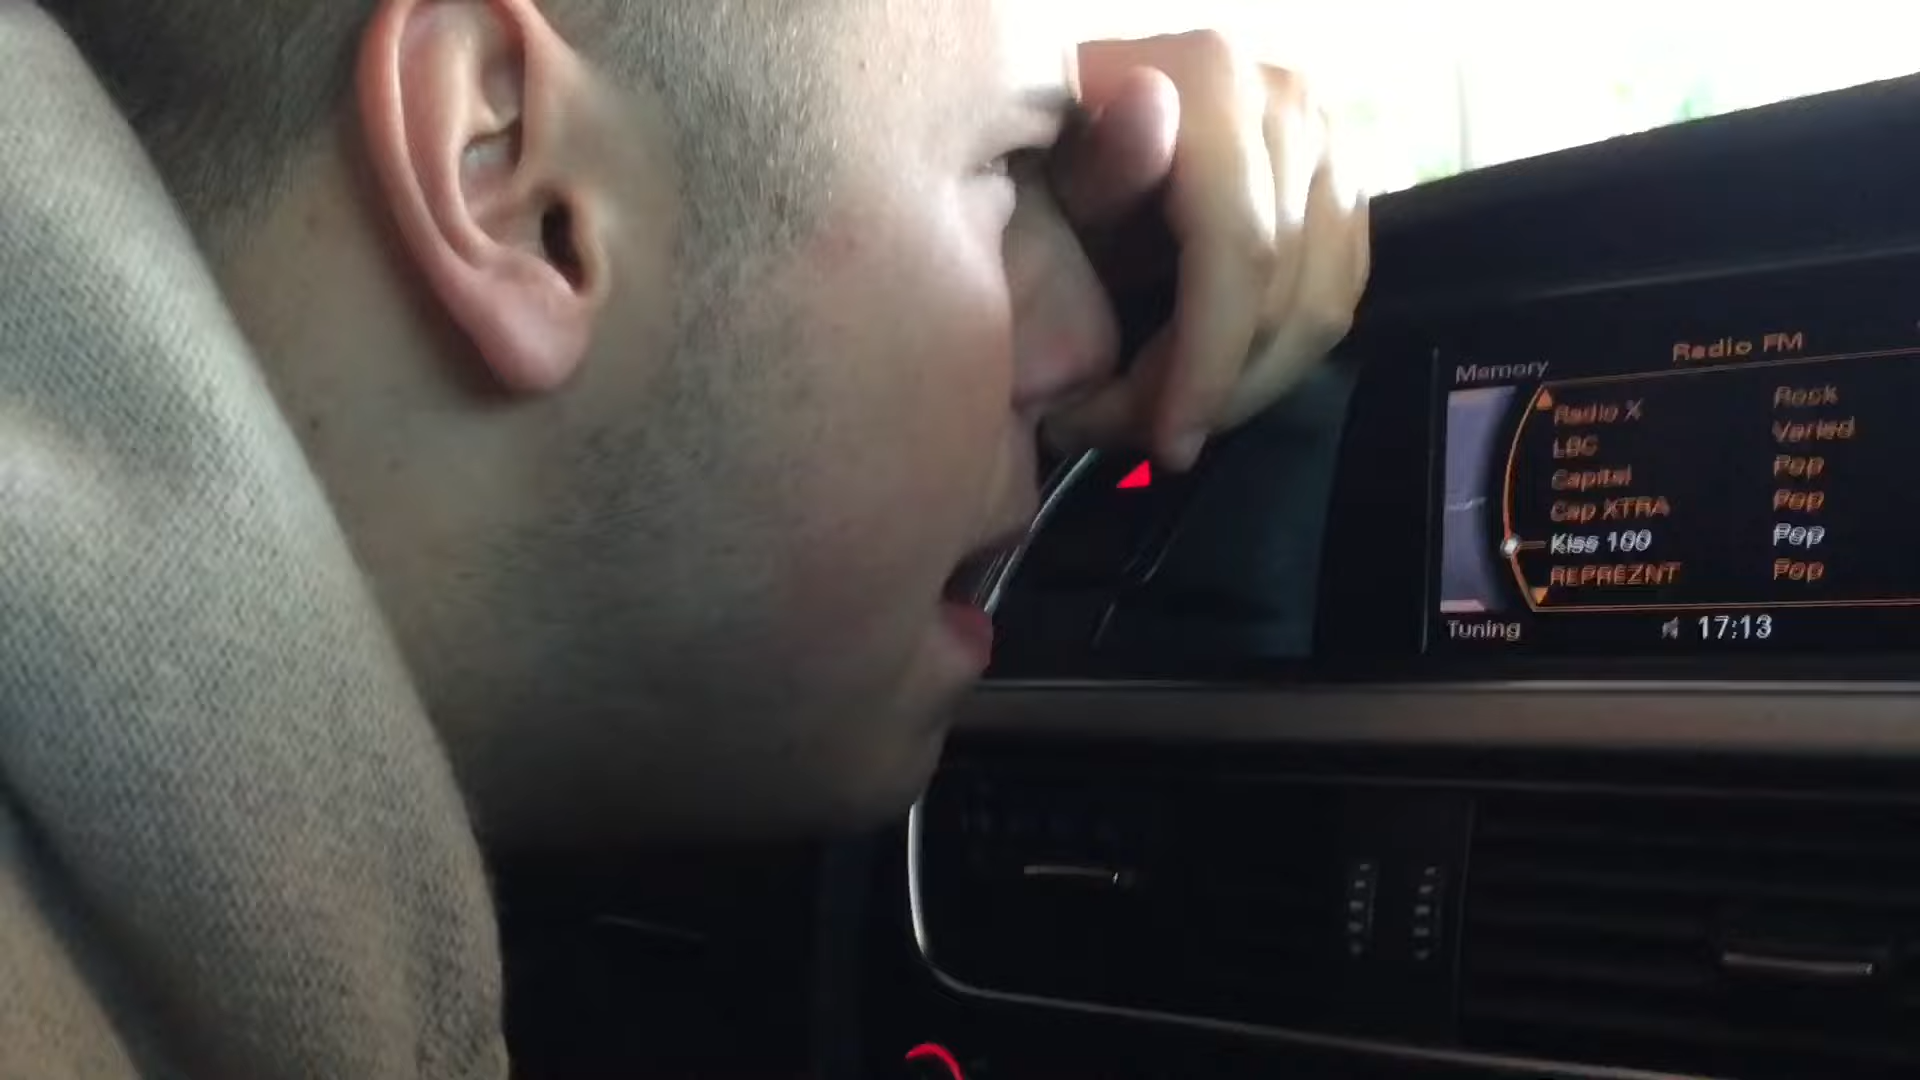 Radio FM
Memory
Radio X Rock
LBC Varied
Capital Pop
Cap XTRA Pop
Kiss 100 Pop
REPREZNT Pop
Tuning 17:13